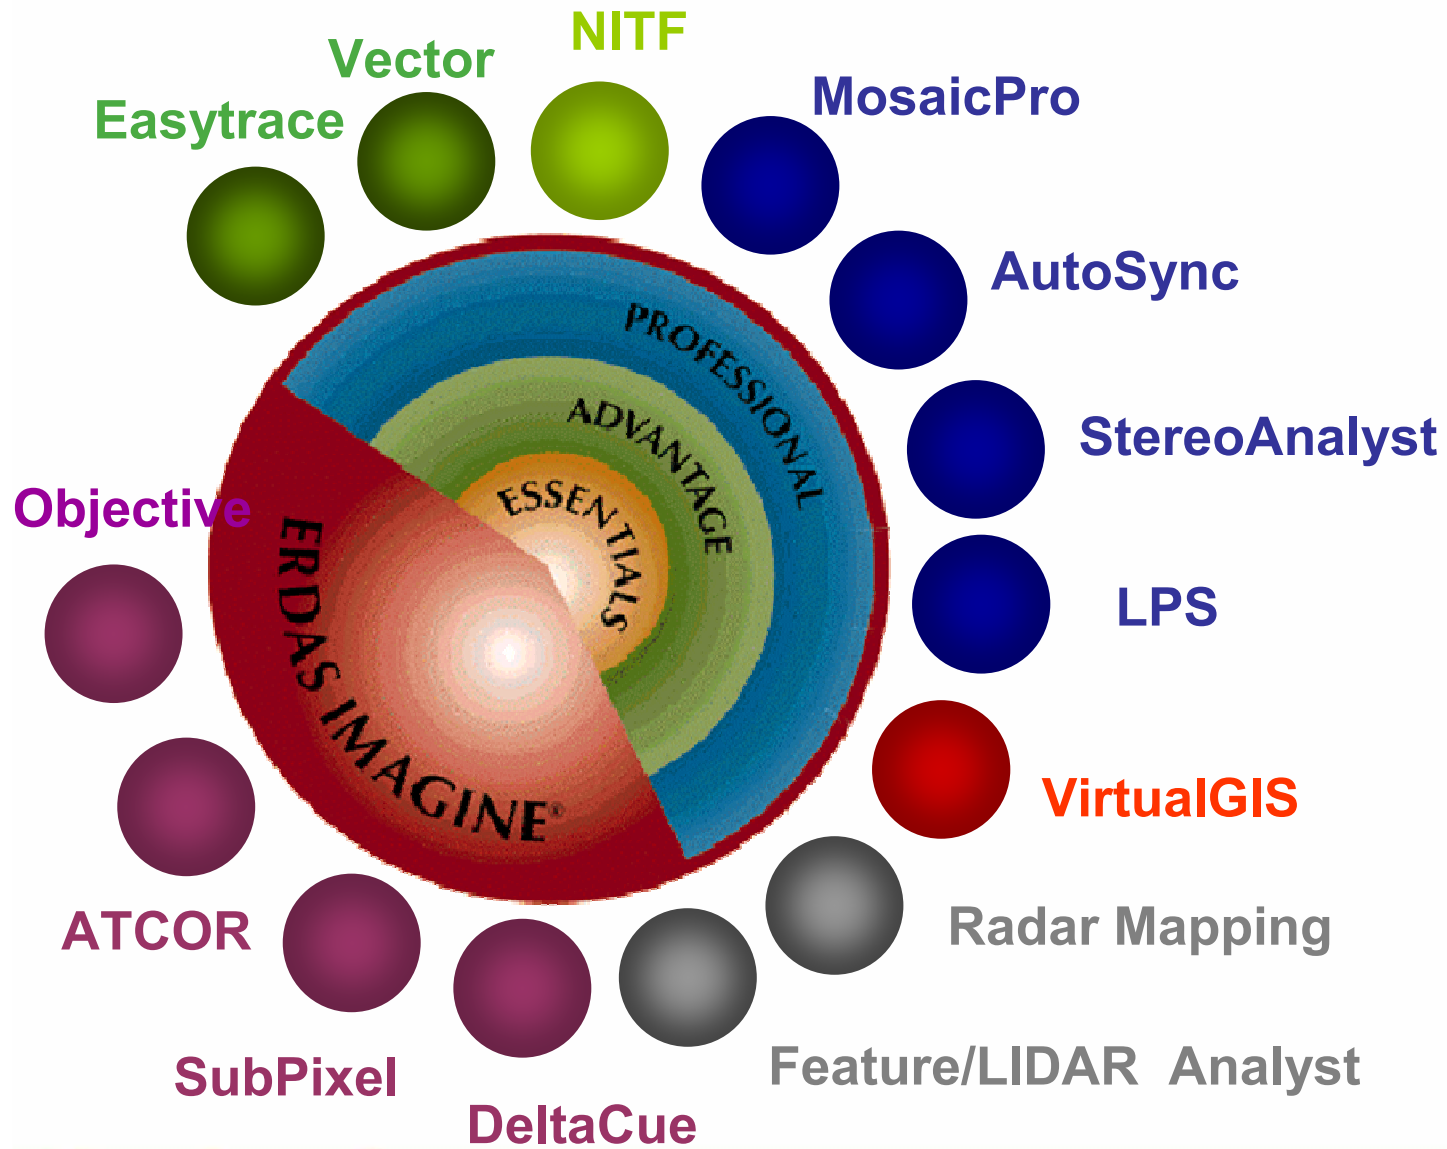 NITF
Vector
MosaicPro
Easytrace
AutoSync
PROFESSIONAL
ADVANTAGE
StereoAnalyst
ESSENTIALS
Objective
ERDAS IMAGINE®
LPS
VirtualGIS
ATCOR
Radar Mapping
SubPixel
Feature/LIDAR Analyst
DeltaCue